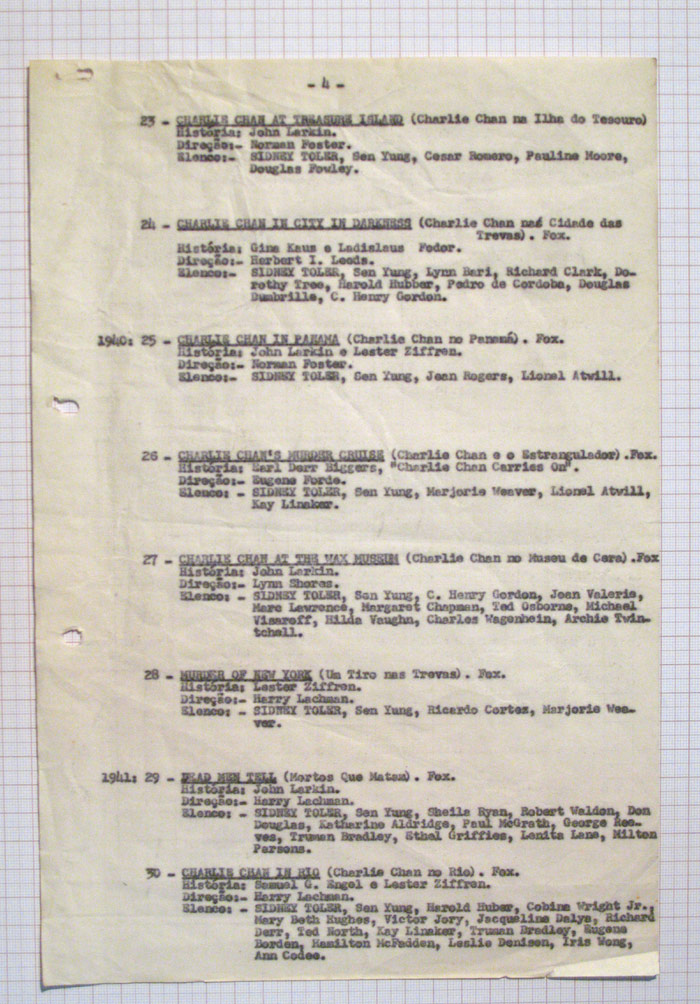 - 4 -
23 - CHARLIE CHAN AT TREASURE ISLAND (Charlie Chan na Ilha do Tesouro)
História: John Larkin.
Direção:- Norman Foster.
Elenco:- SIDNEY TOLER, Sen Yung, Cesar Romero, Pauline Moore,
Douglas Fowley.
24 - CHARLIE CHAN IN CITY IN DARKNESS (Charlie Chan na Cidade das
Trevas). Fox.
História: Gina Kaus e Ladislaus Fodor.
Direção:- Herbert I. Leeds.
Elenco:- SIDNEY TOLER, Sen Yung, Lynn Bari, Richard Clark, Do-
rothy Tree, Harold Hubber, Pedro de Cordoba, Douglas
Dumbrille, C. Henry Gordon.
1940: 25 - CHARLIE CHAN IN PANAMA (Charlie Chan no Panamá). Fox.
História: John Larkin e Lester Ziffren.
Direção:- Norman Foster.
Elenco:- SIDNEY TOLER, Sen Yung, Jean Rogers, Lionel Atwill.
26 - CHARLIE CHAN'S MURDER CRUISE (Charlie Chan e o Estrangulador).Fox.
História: Earl Derr Biggers, "Charlie Chan Carries On".
Direção:- Eugene Forde.
Elenco: - SIDNEY TOLER, Sen Yung, Marjorie Weaver, Lionel Atwill,
Kay Linaker.
27 - CHARLIE CHAN AT THE WAX MUSEUM (Charlie Chan no Museu de Cera).Fox
História: John Larkin.
Direção:- Lynn Shores.
Elenco: - SIDNEY TOLER, Sen Yung, C. Henry Gordon, Joan Valerie,
Marc Lawrence, Margaret Chapman, Ted Osborne, Michael
Visaroff, Hilda Vaughn, Charles Wagenhein, Archie Twin-
tchell.
28 - MURDER OF NEW YORK (Um Tiro nas Trevas). Fox.
História: Lester Ziffren.
Direção:- Harry Lachman.
Elenco: - SIDNEY TOLER, Sen Yung, Ricardo Cortez, Marjorie Wea-
ver.
1941: 29 - DEAD MEN TELL (Mortos Que Matam). Fox.
História: John Larkin.
Direção:- Harry Lachman.
Elenco: - SIDNEY TOLER, Sen Yung, Sheila Ryan, Robert Waldon, Don
Douglas, Katharine Aldridge, Paul McGrath, George Ree-
ves, Truman Bradley, Ethel Griffies, Lenita Lane, Milton
Parsons.
30 - CHARLIE CHAN IN RIO (Charlie Chan no Rio). Fox.
História: Samuel G. Engel e Lester Ziffren.
Direção:- Harry Lachman.
Elenco: - SIDNEY TOLER, Sen Yung, Harold Huber, Cobina Wright Jr.,
Mary Beth Hughes, Victor Jory, Jacqueline Dalya, Richard
Derr, Ted North, Kay Linaker, Truman Bradley, Eugene
Borden, Hamilton McFadden, Leslie Denison, Iris Wong,
Ann Codee.